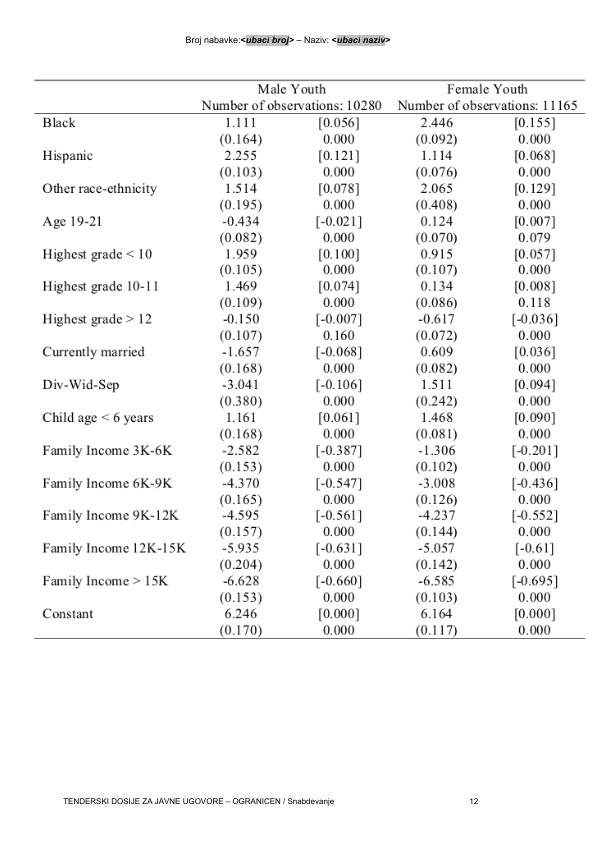 Broj nabavke:<ubaci broj> – Naziv: <ubaci naziv>
Male Youth Female Youth
Number of observations: 10280 Number of observations: 11165
Black 1.111 [0.056] 2.446 [0.155]
(0.164) 0.000 (0.092) 0.000
Hispanic 2.255 [0.121] 1.114 [0.068]
(0.103) 0.000 (0.076) 0.000
Other race-ethnicity 1.514 [0.078] 2.065 [0.129]
(0.195) 0.000 (0.408) 0.000
Age 19-21 -0.434 [-0.021] 0.124 [0.007]
(0.082) 0.000 (0.070) 0.079
Highest grade < 10 1.959 [0.100] 0.915 [0.057]
(0.105) 0.000 (0.107) 0.000
Highest grade 10-11 1.469 [0.074] 0.134 [0.008]
(0.109) 0.000 (0.086) 0.118
Highest grade > 12 -0.150 [-0.007] -0.617 [-0.036]
(0.107) 0.160 (0.072) 0.000
Currently married -1.657 [-0.068] 0.609 [0.036]
(0.168) 0.000 (0.082) 0.000
Div-Wid-Sep -3.041 [-0.106] 1.511 [0.094]
(0.380) 0.000 (0.242) 0.000
Child age < 6 years 1.161 [0.061] 1.468 [0.090]
(0.168) 0.000 (0.081) 0.000
Family Income 3K-6K -2.582 [-0.387] -1.306 [-0.201]
(0.153) 0.000 (0.102) 0.000
Family Income 6K-9K -4.370 [-0.547] -3.008 [-0.436]
(0.165) 0.000 (0.126) 0.000
Family Income 9K-12K -4.595 [-0.561] -4.237 [-0.552]
(0.157) 0.000 (0.144) 0.000
Family Income 12K-15K -5.935 [-0.631] -5.057 [-0.61]
(0.204) 0.000 (0.142) 0.000
Family Income > 15K -6.628 [-0.660] -6.585 [-0.695]
(0.153) 0.000 (0.103) 0.000
Constant 6.246 [0.000] 6.164 [0.000]
(0.170) 0.000 (0.117) 0.000
TENDERSKI DOSIJE ZA JAVNE UGOVORE – OGRANICEN / Snabdevanje 12